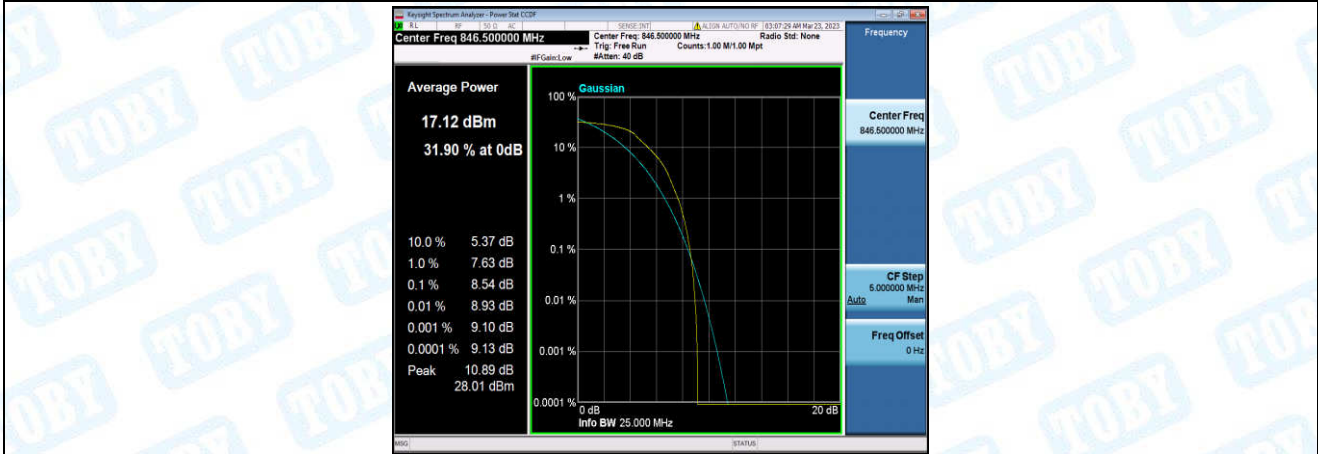 Keysight Spectrum Analyzer - Power Stat CCDF
RL RF 50 Ω AC SENSE:INT ALIGN AUTO/NO RF 03:07:29 AM Mar 23, 2023
Center Freq 846.500000 MHz
Center Freq: 846.500000 MHz Radio Std: None
Trig: Free Run Counts:1.00 M/1.00 Mpt
#IFGain:Low #Atten: 40 dB
Frequency
Average Power
17.12 dBm
31.90 % at 0dB
10.0 % 5.37 dB
1.0 % 7.63 dB
0.1 % 8.54 dB
0.01 % 8.93 dB
0.001 % 9.10 dB
0.0001 % 9.13 dB
Peak 10.89 dB
28.01 dBm
Gaussian
100 %
10 %
1 %
0.1 %
0.01 %
0.001 %
0.0001 %
0 dB 20 dB
Info BW 25.000 MHz
Center Freq
846.500000 MHz
CF Step
5.000000 MHz
Auto Man
Freq Offset
0 Hz
MSG STATUS
TOBY